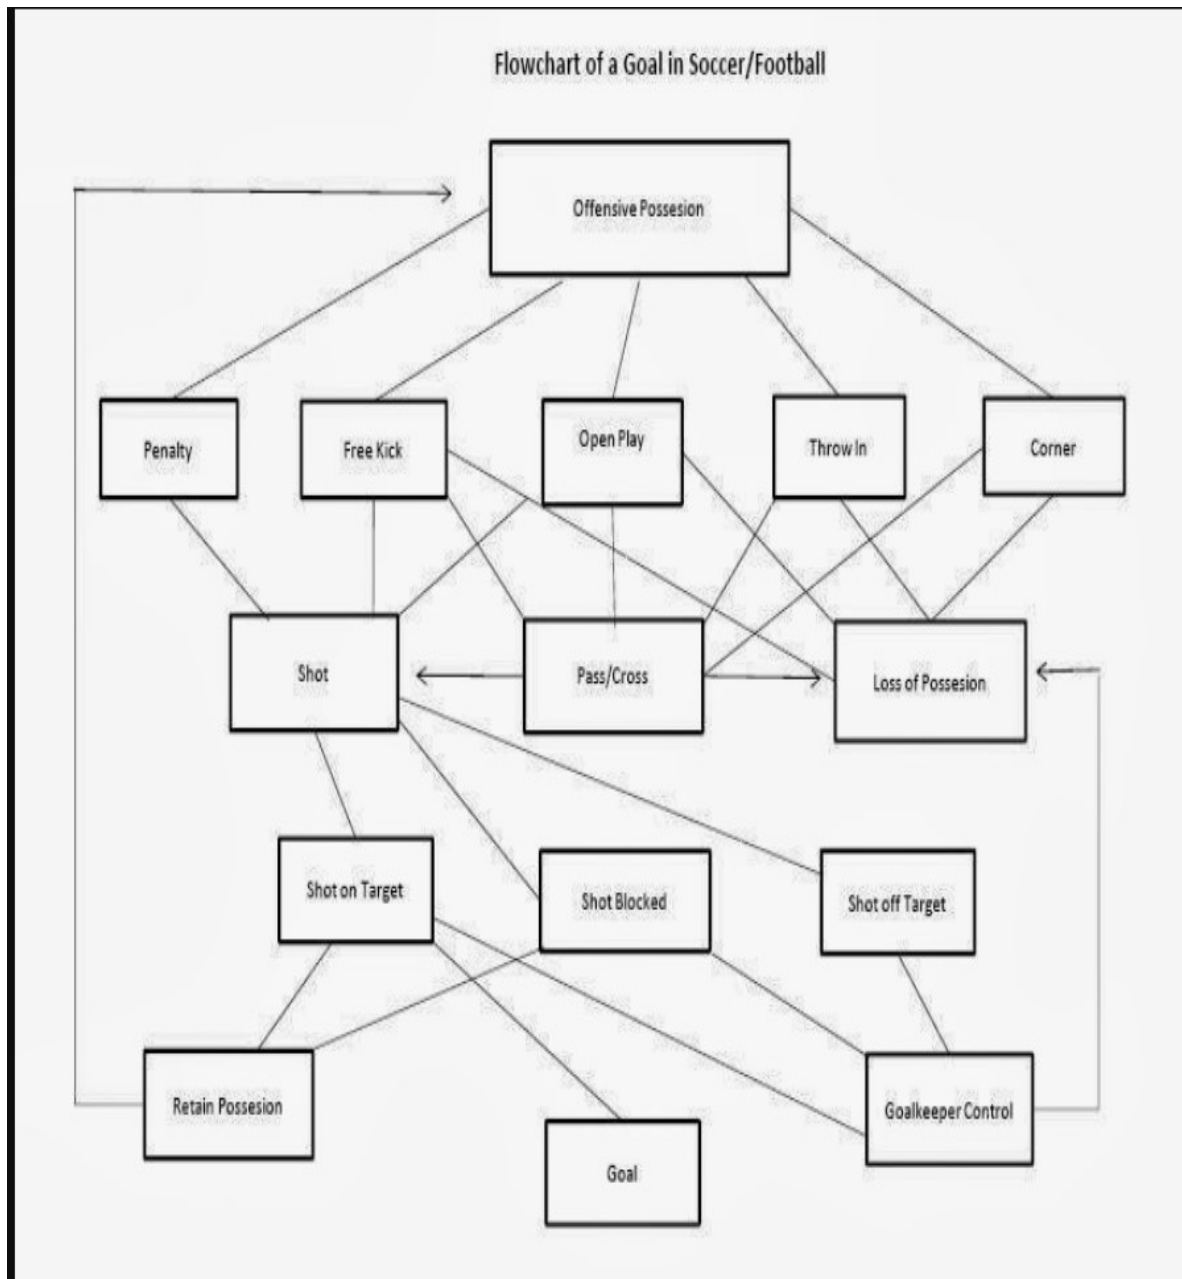 Flowchart of a Goal in Soccer/Football
Offensive Possesion
Penalty
Free Kick
Open Play
Throw In
Corner
Shot
Pass/Cross
Loss of Possesion
Shot on Target
Shot Blocked
Shot off Target
Retain Possesion
Goalkeeper Control
Goal